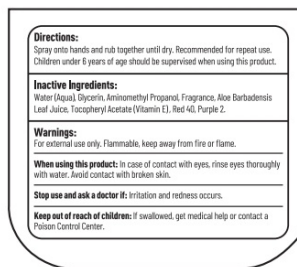 Directions:
Spray onto hands and rub together until dry. Recommended for repeat use.
Children under 6 years of age should be supervised when using this product.
Inactive Ingredients:
Water (Aqua), Glycerin, Aminomethyl Propanol, Fragrance, Aloe Barbadensis
Leaf Juice, Tocopheryl Acetate (Vitamin E), Red 40, Purple 2.
Warnings:
For external use only. Flammable, keep away from fire or flame.
When using this product: In case of contact with eyes, rinse eyes thoroughly
with water. Avoid contact with broken skin.
Stop use and ask a doctor if: Irritation and redness occurs.
Keep out of reach of children: If swallowed, get medical help or contact a
Poison Control Center.